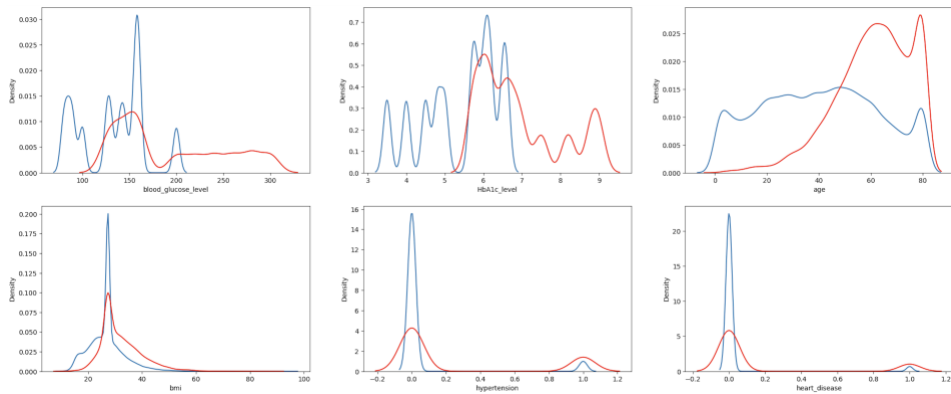 Density
0.030
0.025
0.020
0.015
0.010
0.005
0.000
100 150 200 250 300
blood_glucose_level
Density
0.7
0.6
0.5
0.4
0.3
0.2
0.1
0.0
3 4 5 6 7 8 9
HbA1c_level
Density
0.025
0.020
0.015
0.010
0.005
0.000
0 20 40 60 80
age
Density
0.200
0.175
0.150
0.125
0.100
0.075
0.050
0.025
0.000
20 40 60 80 100
bmi
Density
16
14
12
10
8
6
4
2
0
−0.2 0.0 0.2 0.4 0.6 0.8 1.0 1.2
hypertension
Density
20
15
10
5
0
−0.2 0.0 0.2 0.4 0.6 0.8 1.0 1.2
heart_disease